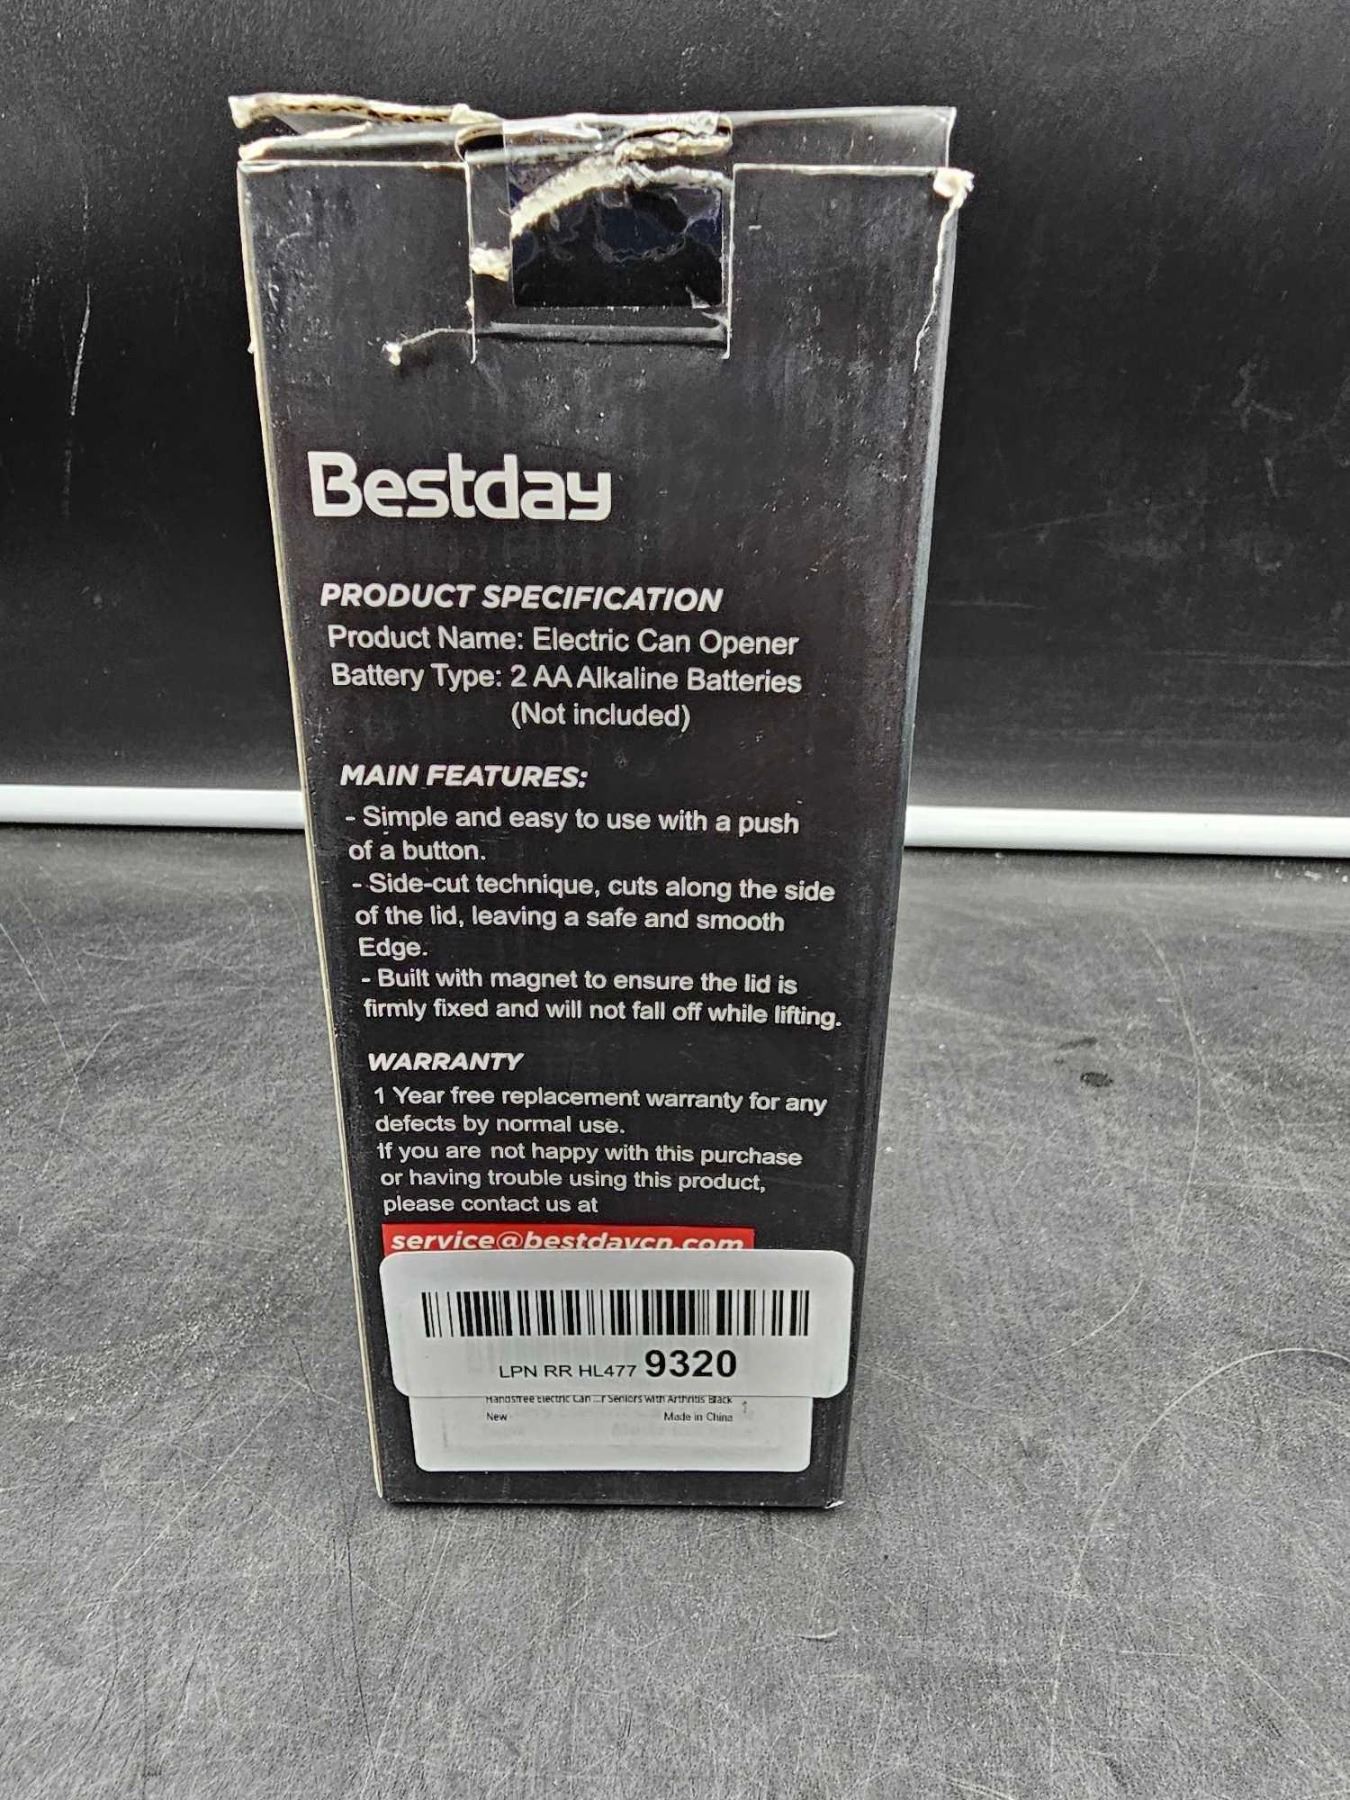 Bestday
PRODUCT SPECIFICATION
Product Name: Electric Can Opener
Battery Type: 2 AA Alkaline Batteries
(Not included)
MAIN FEATURES:
- Simple and easy to use with a push
of a button.
- Side-cut technique, cuts along the side
of the lid, leaving a safe and smooth
Edge.
- Built with magnet to ensure the lid is
firmly fixed and will not fall off while lifting.
WARRANTY
1 Year free replacement warranty for any
defects by normal use.
If you are not happy with this purchase
or having trouble using this product,
please contact us at
service@bestdaycn.com
LPN RR HL477 9320
Handsfree Electric Can ...r Seniors with Arthritis Black
New Made in China